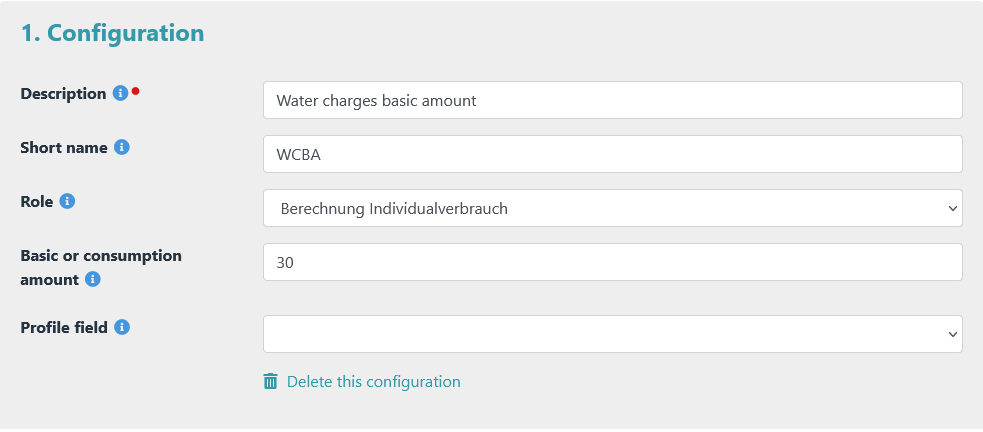 1. Configuration
Description
Water charges basic amount
Short name
WCBA
Role
Berechnung Individualverbrauch
Basic or consumption
amount
30
Profile field
Delete this configuration